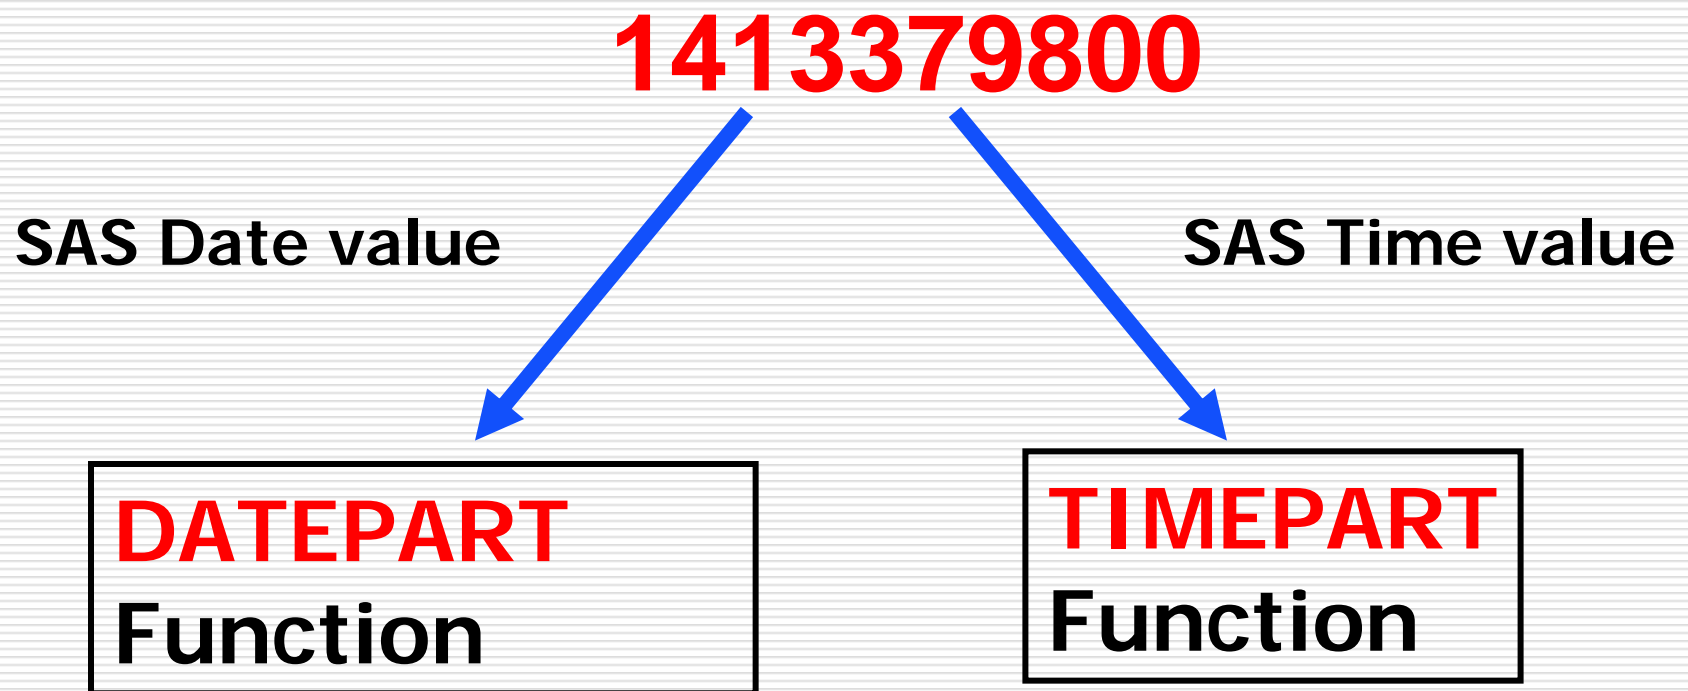 1413379800
SAS Date value
SAS Time value
DATEPART
Function
TIMEPART
Function